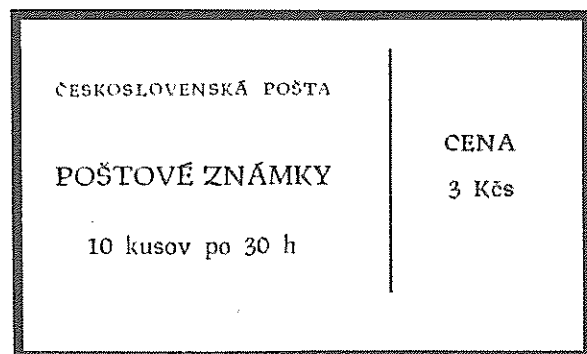 ČESKOSLOVENSKÁ POŠTA
POŠTOVÉ ZNÁMKY
10 kusov po 30 h
CENA
3 Kčs